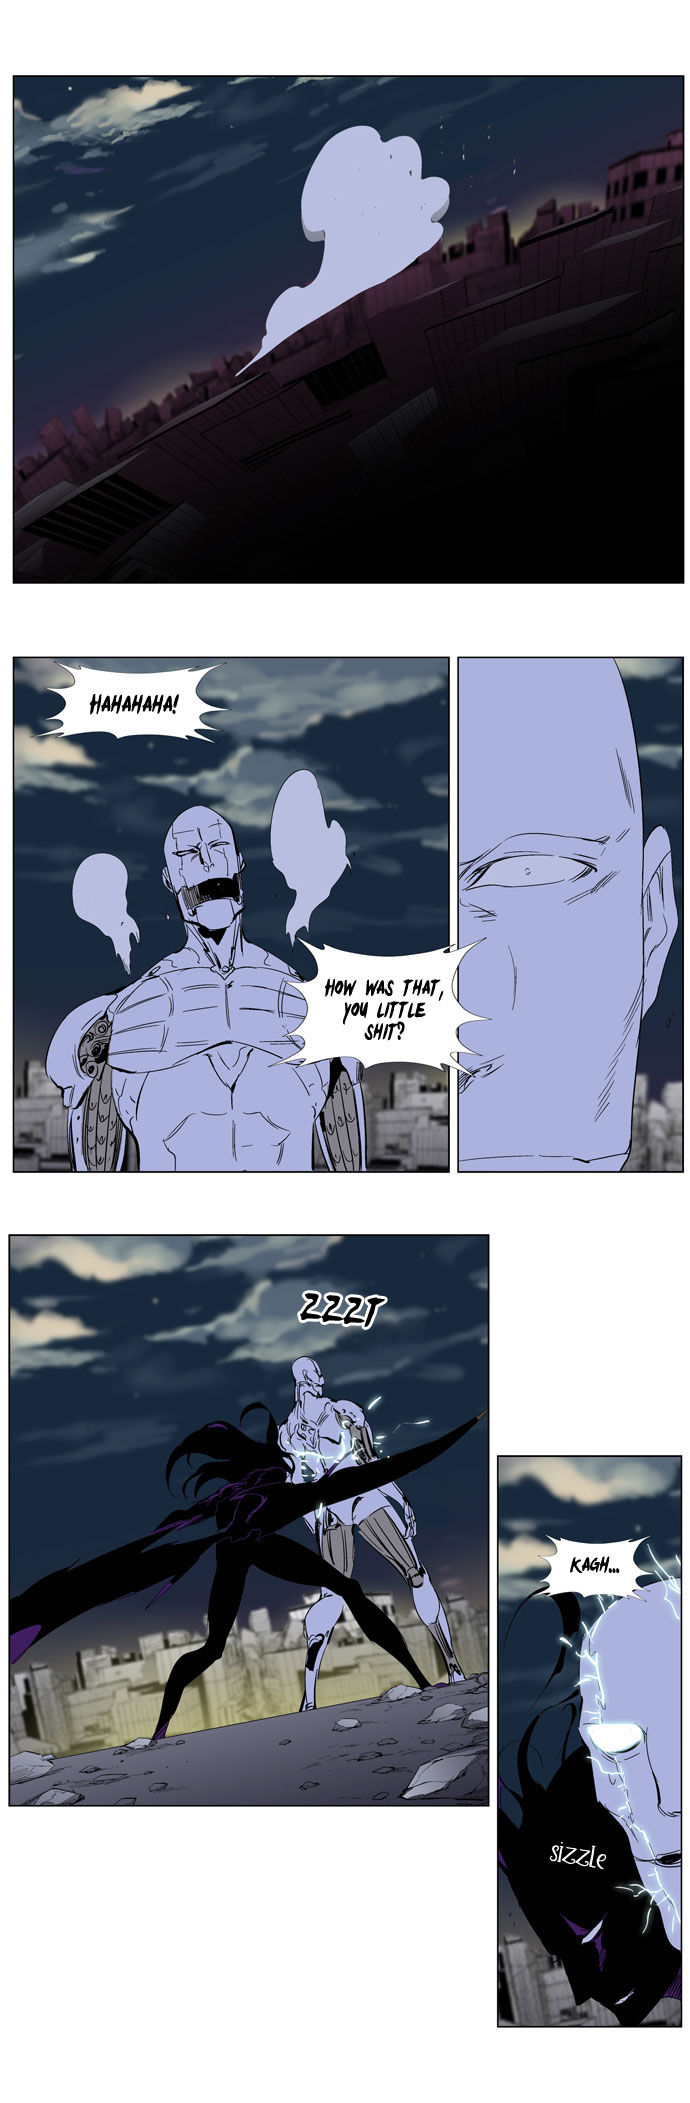 HAHAHAHA!
HOW WAS THAT,
YOU LITTLE
SHIT?
ZZZT
KAGH...
SIZZLE